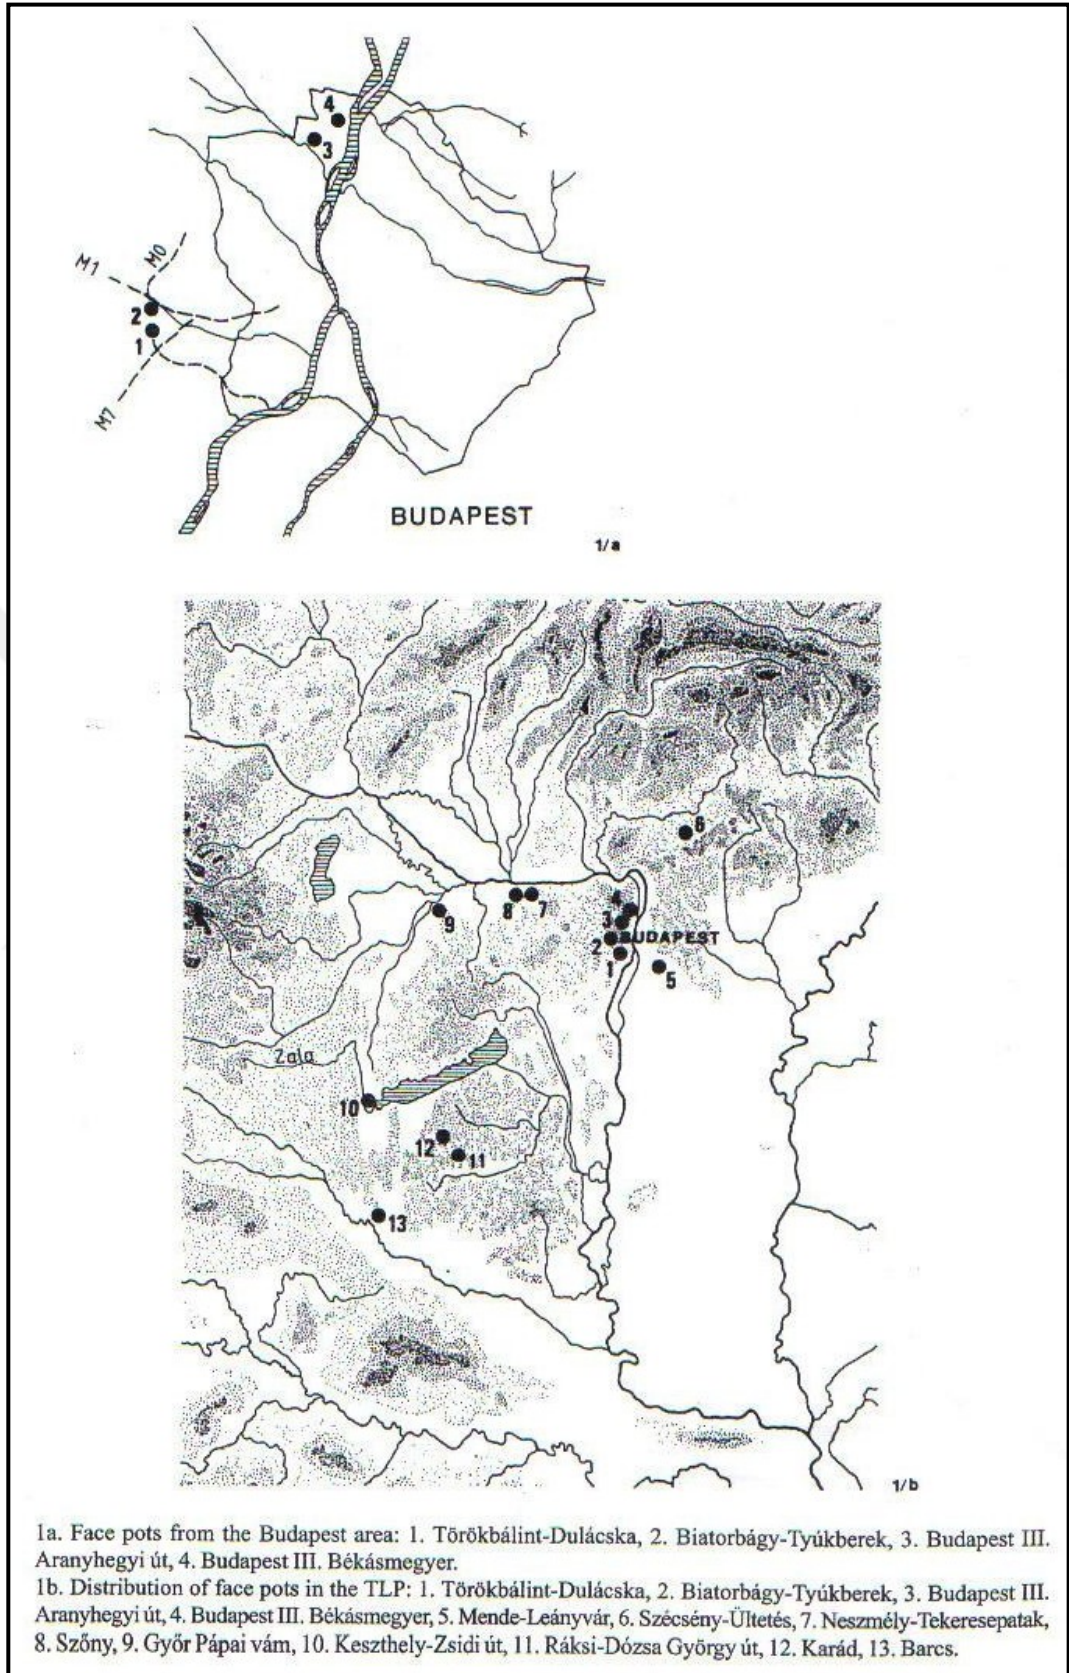 4
3
M0
M1
2
1
M7
BUDAPEST
1/a
6
4
8 7
3
9
BUDAPEST
2
1
5
Zala
10
12
11
13
1/b
1a. Face pots from the Budapest area: 1. Törökbálint-Dulácska, 2. Biatorbágy-Tyúkberek, 3. Budapest III.
Aranyhegyi út, 4. Budapest III. Békásmegyer.
1b. Distribution of face pots in the TLP: 1. Törökbálint-Dulácska, 2. Biatorbágy-Tyúkberek, 3. Budapest III.
Aranyhegyi út, 4. Budapest III. Békásmegyer, 5. Mende-Leányvár, 6. Szécsény-Ültetés, 7. Neszmély-Tekeresepatak,
8. Szőny, 9. Győr Pápai vám, 10. Keszthely-Zsidi út, 11. Ráksi-Dózsa György út, 12. Karád, 13. Barcs.